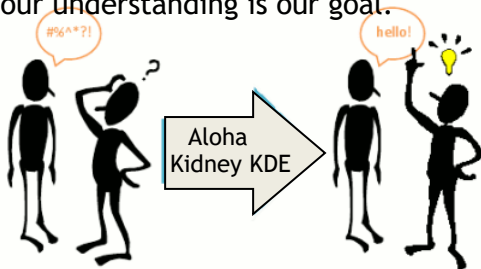 our understanding is our goal.
#%^*?!
?
hello!
Aloha
Kidney KDE